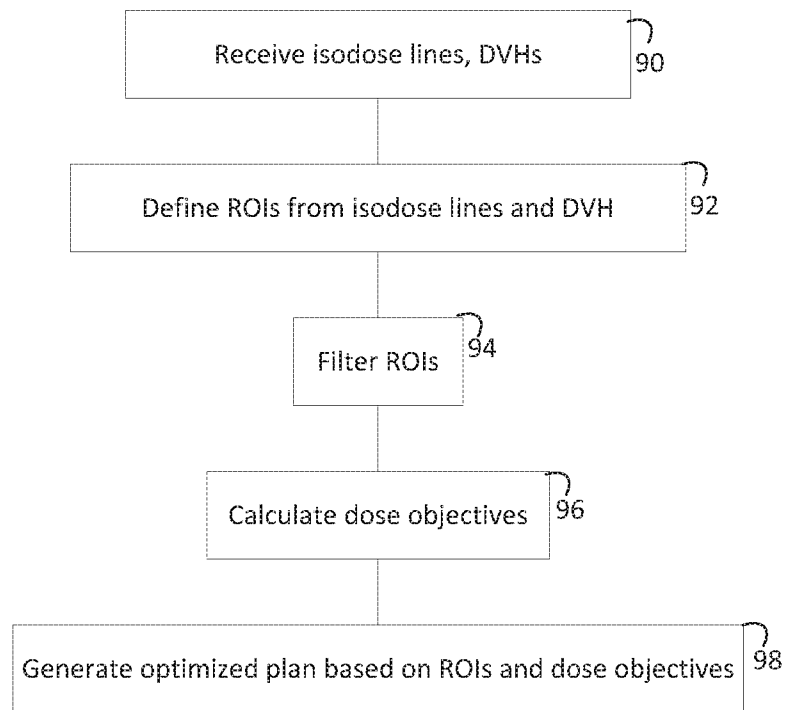 Receive isodose lines, DVHs
90
Define ROIs from isodose lines and DVH
92
Filter ROIs
94
Calculate dose objectives
96
Generate optimized plan based on ROIs and dose objectives
98